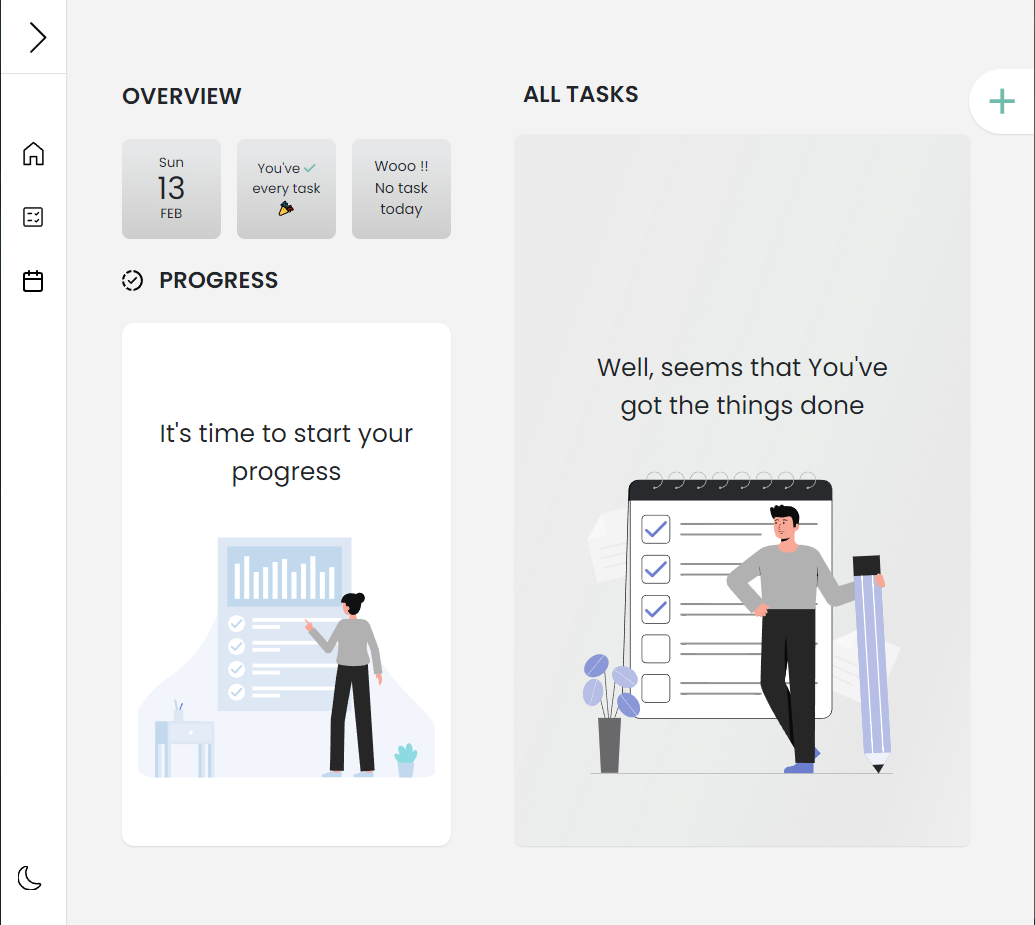 OVERVIEW
Sun
13
FEB
You've ✓
every task
🎉
Wooo !!
No task
today
PROGRESS
It's time to start your
progress
ALL TASKS
+
Well, seems that You've
got the things done